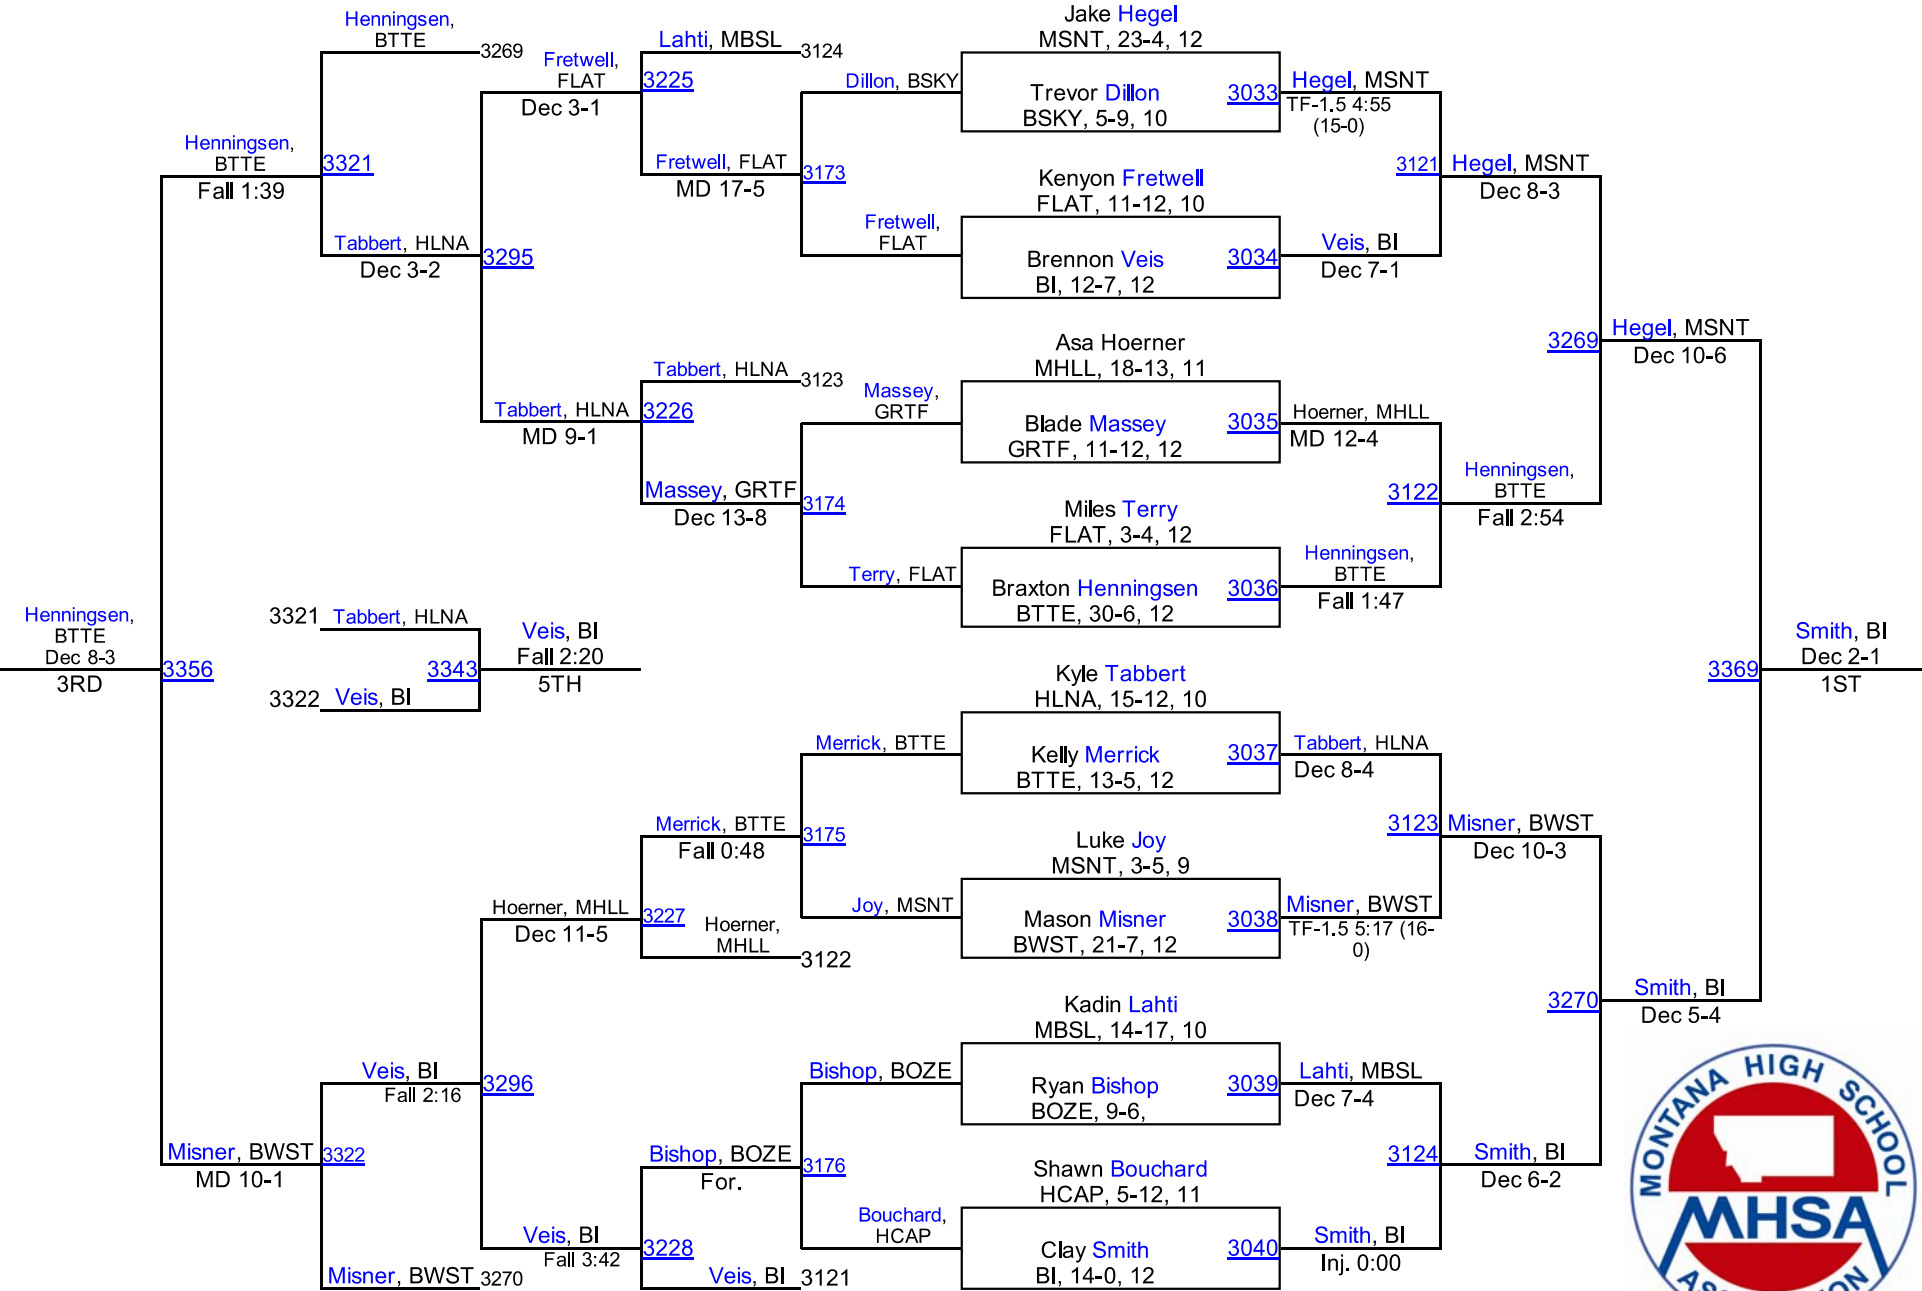 Henningsen,
BTTE
3269
Fretwell,
FLAT
Dec 3-1
Lahti, MBSL
3124
3225
Dillon, BSKY
Jake Hegel
MSNT, 23-4, 12
Trevor Dillon
BSKY, 5-9, 10
3033
Hegel, MSNT
TF-1.5 4:55
(15-0)
Henningsen,
BTTE
Fall 1:39
3321
Fretwell, FLAT
MD 17-5
3173
Kenyon Fretwell
FLAT, 11-12, 10
3121
Hegel, MSNT
Dec 8-3
Tabbert, HLNA
Dec 3-2
3295
Fretwell,
FLAT
Brennon Veis
BI, 12-7, 12
3034
Veis, BI
Dec 7-1
3269
Hegel, MSNT
Dec 10-6
Tabbert, HLNA
3123
Asa Hoerner
MHLL, 18-13, 11
Tabbert, HLNA
MD 9-1
3226
Massey,
GRTF
Blade Massey
GRTF, 11-12, 12
3035
Hoerner, MHLL
MD 12-4
Massey, GRTF
Dec 13-8
3174
Miles Terry
FLAT, 3-4, 12
3122
Henningsen,
BTTE
Fall 2:54
Terry, FLAT
Braxton Henningsen
BTTE, 30-6, 12
3036
Henningsen,
BTTE
Fall 1:47
Henningsen,
BTTE
Dec 8-3
3RD
3356
3321
Tabbert, HLNA
3322
Veis, BI
3343
Veis, BI
Fall 2:20
5TH
Kyle Tabbert
HLNA, 15-12, 10
3369
Smith, BI
Dec 2-1
1ST
Merrick, BTTE
Kelly Merrick
BTTE, 13-5, 12
3037
Tabbert, HLNA
Dec 8-4
Merrick, BTTE
Fall 0:48
3175
Luke Joy
MSNT, 3-5, 9
3123
Misner, BWST
Dec 10-3
Hoerner, MHLL
Dec 11-5
3227
Hoerner,
MHLL
3122
Joy, MSNT
Mason Misner
BWST, 21-7, 12
3038
Misner, BWST
TF-1.5 5:17 (16-
0)
Kadin Lahti
MBSL, 14-17, 10
3270
Smith, BI
Dec 5-4
Veis, BI
Fall 2:16
3296
Bishop, BOZE
Ryan Bishop
BOZE, 9-6,
3039
Lahti, MBSL
Dec 7-4
Misner, BWST
MD 10-1
3322
Bishop, BOZE
For.
3176
Shawn Bouchard
HCAP, 5-12, 11
3124
Smith, BI
Dec 6-2
Veis, BI
Fall 3:42
3228
Bouchard,
HCAP
Clay Smith
BI, 14-0, 12
3040
Smith, BI
Inj. 0:00
Misner, BWST
3270
Veis, BI
3121
MONTANA HIGH SCHOOL
MHSA